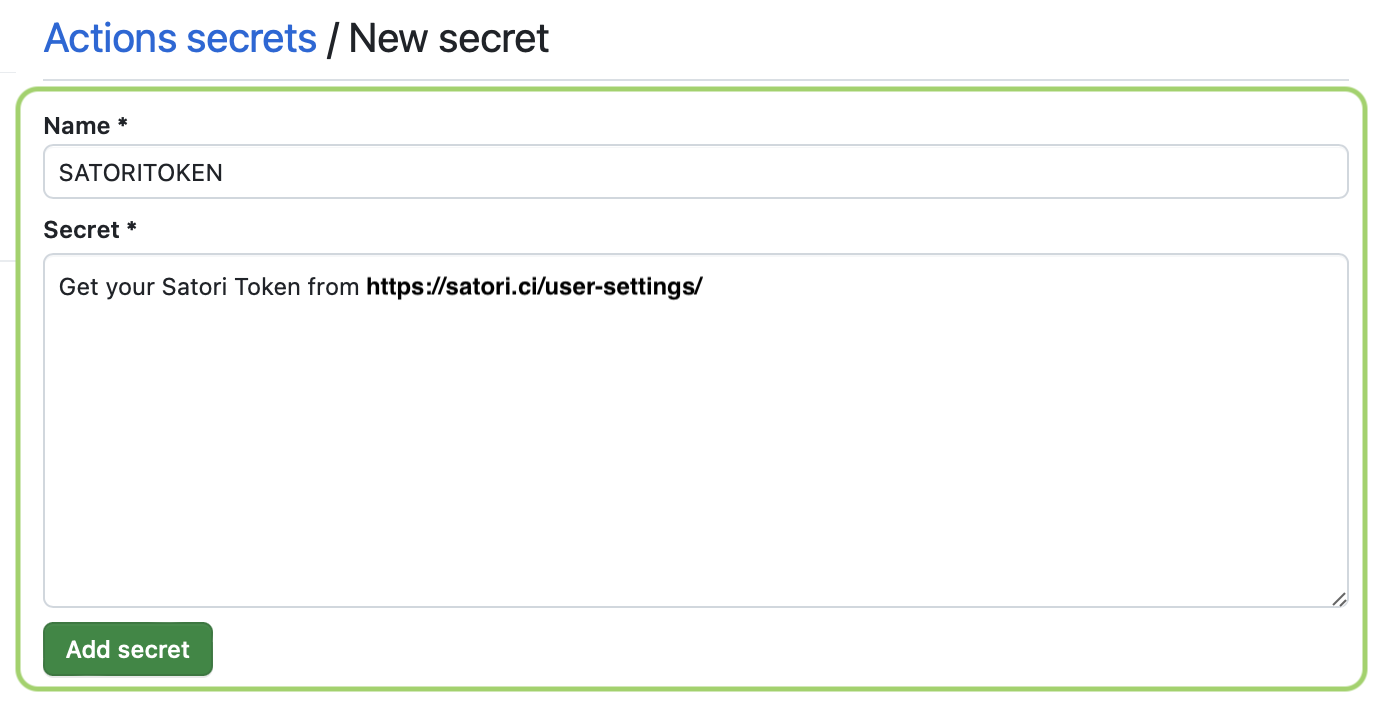 Actions secrets / New secret
Name *
SATORITOKEN
Secret *
Get your Satori Token from https://satori.ci/user-settings/
Add secret